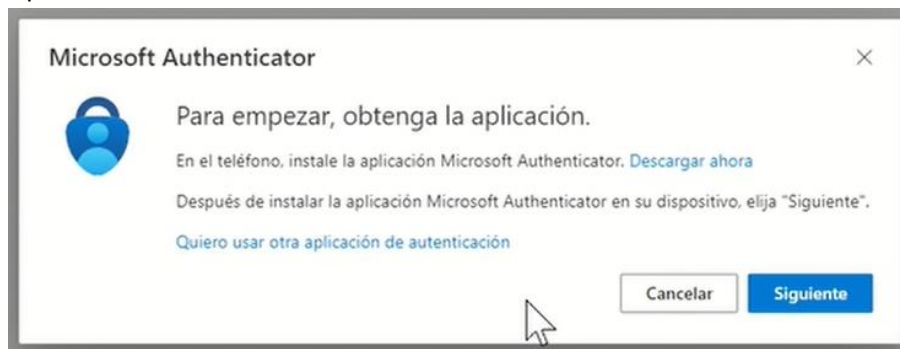 Microsoft Authenticator
Para empezar, obtenga la aplicación.
En el teléfono, instale la aplicación Microsoft Authenticator. Descargar ahora
Después de instalar la aplicación Microsoft Authenticator en su dispositivo, elija "Siguiente".
Quiero usar otra aplicación de autenticación
Cancelar Siguiente